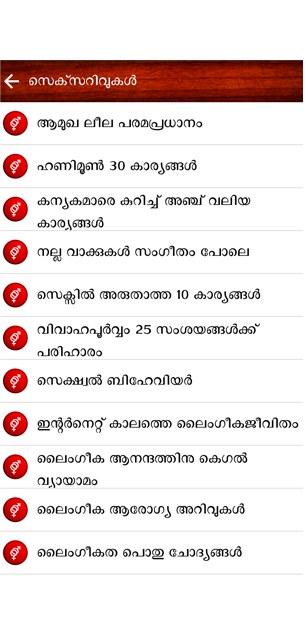 സെക്സറിവുകൾ
ആമുഖ ലീല പരമപ്രധാനം
ഹണിമൂൺ 30 കാര്യങ്ങൾ
കന്യകമാരെ കുറിച്ച് അഞ്ച് വലിയ
കാര്യങ്ങൾ
നല്ല വാക്കുകൾ സംഗീതം പോലെ
സെക്സിൽ അരുതാത്ത 10 കാര്യങ്ങൾ
വിവാഹപൂർവ്വം 25 സംശയങ്ങൾക്ക്
പരിഹാരം
സെക്ഷ്വൽ ബിഹേവിയർ
ഇന്റർനെറ്റ് കാലത്തെ ലൈംഗീകജീവിതം
ലൈംഗീക ആനന്ദത്തിനു കെഗൽ
വ്യായാമം
ലൈംഗീക ആരോഗ്യ അറിവുകൾ
ലൈംഗീകത പൊതു ചോദ്യങ്ങൾ